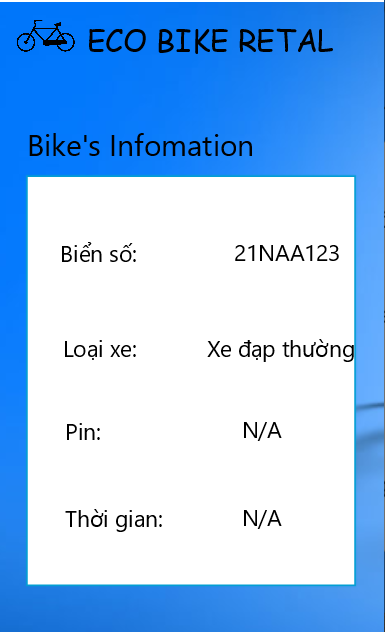 ECO BIKE RETAL
Bike's Infomation
Biển số: 21NAA123
Loại xe: Xe đạp thường
Pin: N/A
Thời gian: N/A